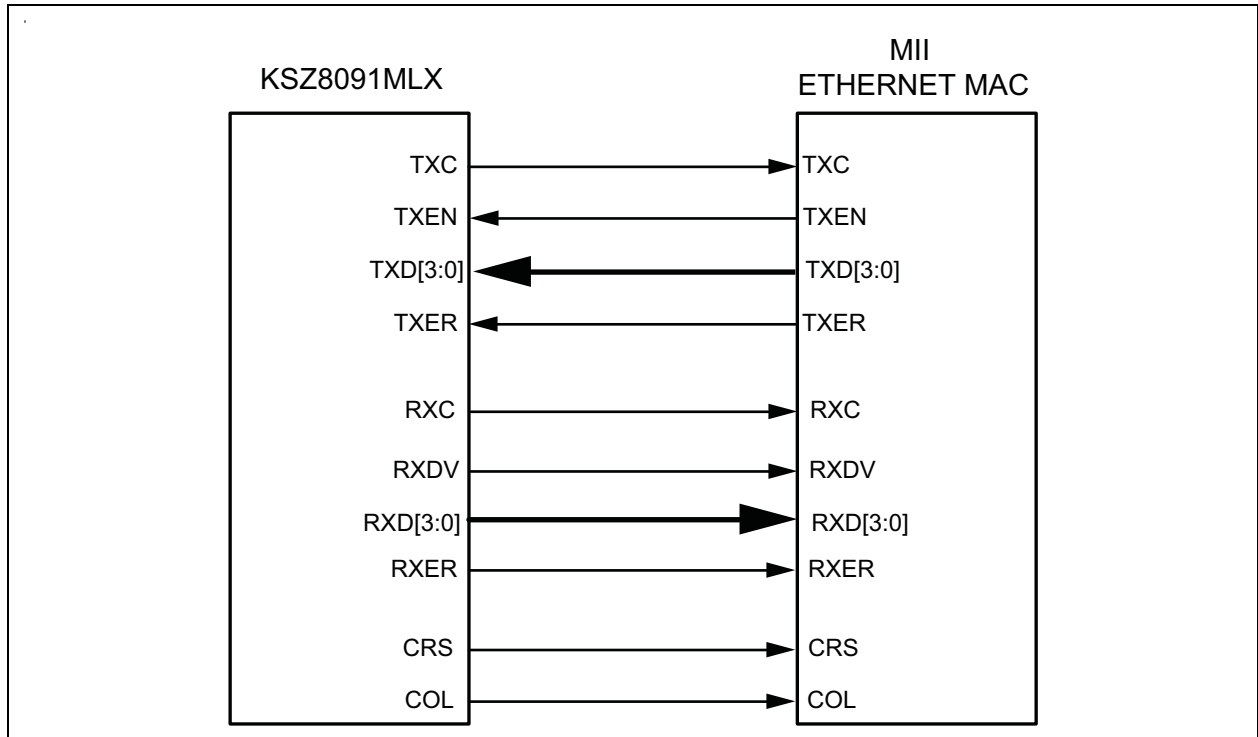 KSZ8091MLX
MII
ETHERNET MAC
TXC TXC
TXEN TXEN
TXD[3:0] TXD[3:0]
TXER TXER
RXC RXC
RXDV RXDV
RXD[3:0] RXD[3:0]
RXER RXER
CRS CRS
COL COL